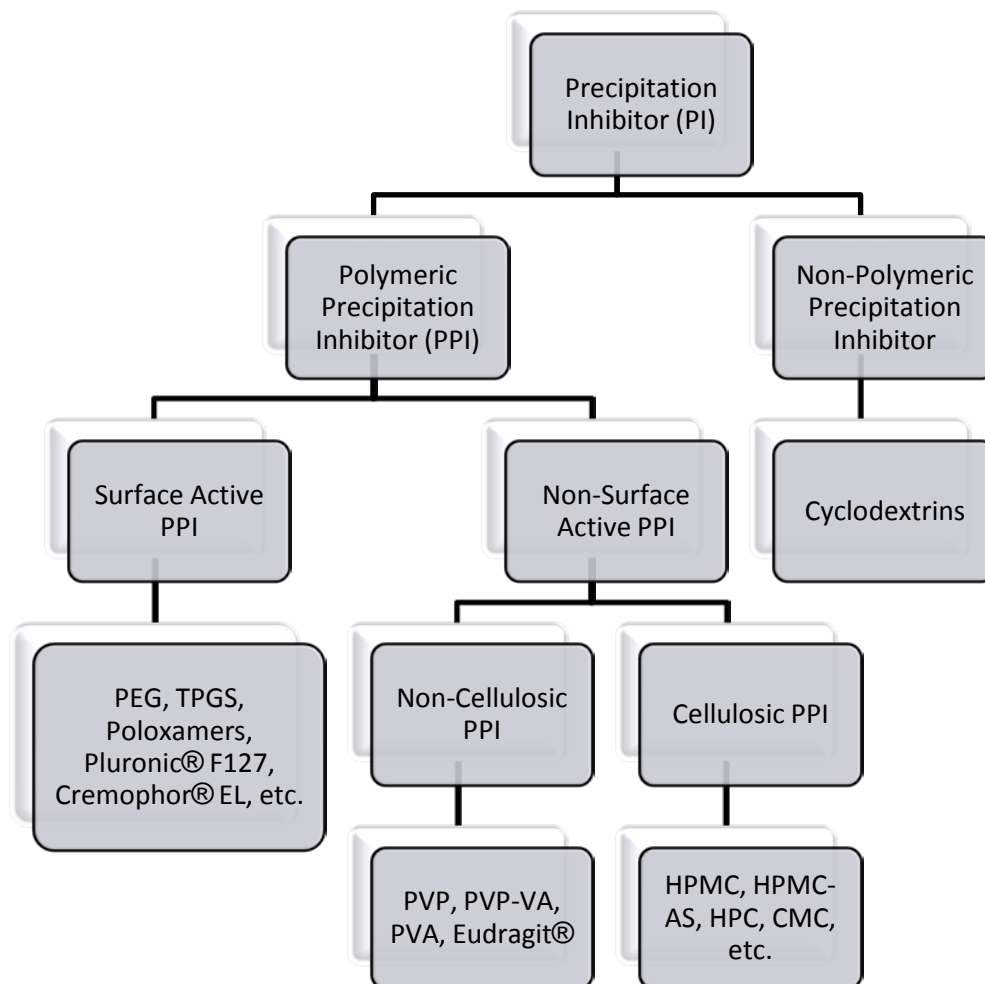 Precipitation
Inhibitor (PI)
Polymeric
Precipitation
Inhibitor (PPI)
Non-Polymeric
Precipitation
Inhibitor
Surface Active
PPI
Non-Surface
Active PPI
Cyclodextrins
PEG, TPGS,
Poloxamers,
Pluronic® F127,
Cremophor® EL, etc.
Non-Cellulosic
PPI
Cellulosic PPI
PVP, PVP-VA,
PVA, Eudragit®
HPMC, HPMC-
AS, HPC, CMC,
etc.